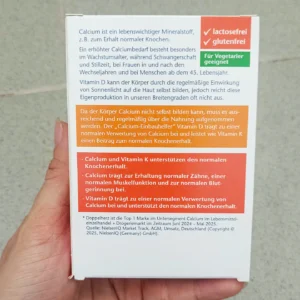 Calcium ist ein lebenswichtiger Mineralstoff,
z.B. zum Erhalt normaler Knochen.
Ein erhöhter Calciumbedarf besteht besonders
im Wachstumsalter, während Schwangerschaft
und Stillzeit, bei Frauen in und nach den
Wechseljahren und bei Menschen ab dem 45. Lebensjahr.
Vitamin D kann der Körper durch die regelmäßige Einwirkung
von Sonnenlicht auf die Haut selbst bilden, jedoch reicht diese
Eigenproduktion in unseren Breitengraden oft nicht aus.
lactosefrei
glutenfrei
Für Vegetarier
geeignet
Da der Körper Calcium nicht selbst bilden kann, muss es aus-
reichend und regelmäßig über die Nahrung aufgenommen
werden. Der „Calcium-Einbauhelfer“ Vitamin D trägt zu einer
normalen Verwertung von Calcium bei und leistet wie Vitamin K
einen Beitrag zum Erhalt normaler Knochen.
Calcium und Vitamin K unterstützen den normalen
Knochenerhalt.
Calcium trägt zur Erhaltung normaler Zähne, einer
normalen Muskelfunktion und zur normalen Blut-
gerinnung bei.
Vitamin D trägt zu einer normalen Verwertung von
Calcium bei und unterstützt den normalen Knochenerhalt.